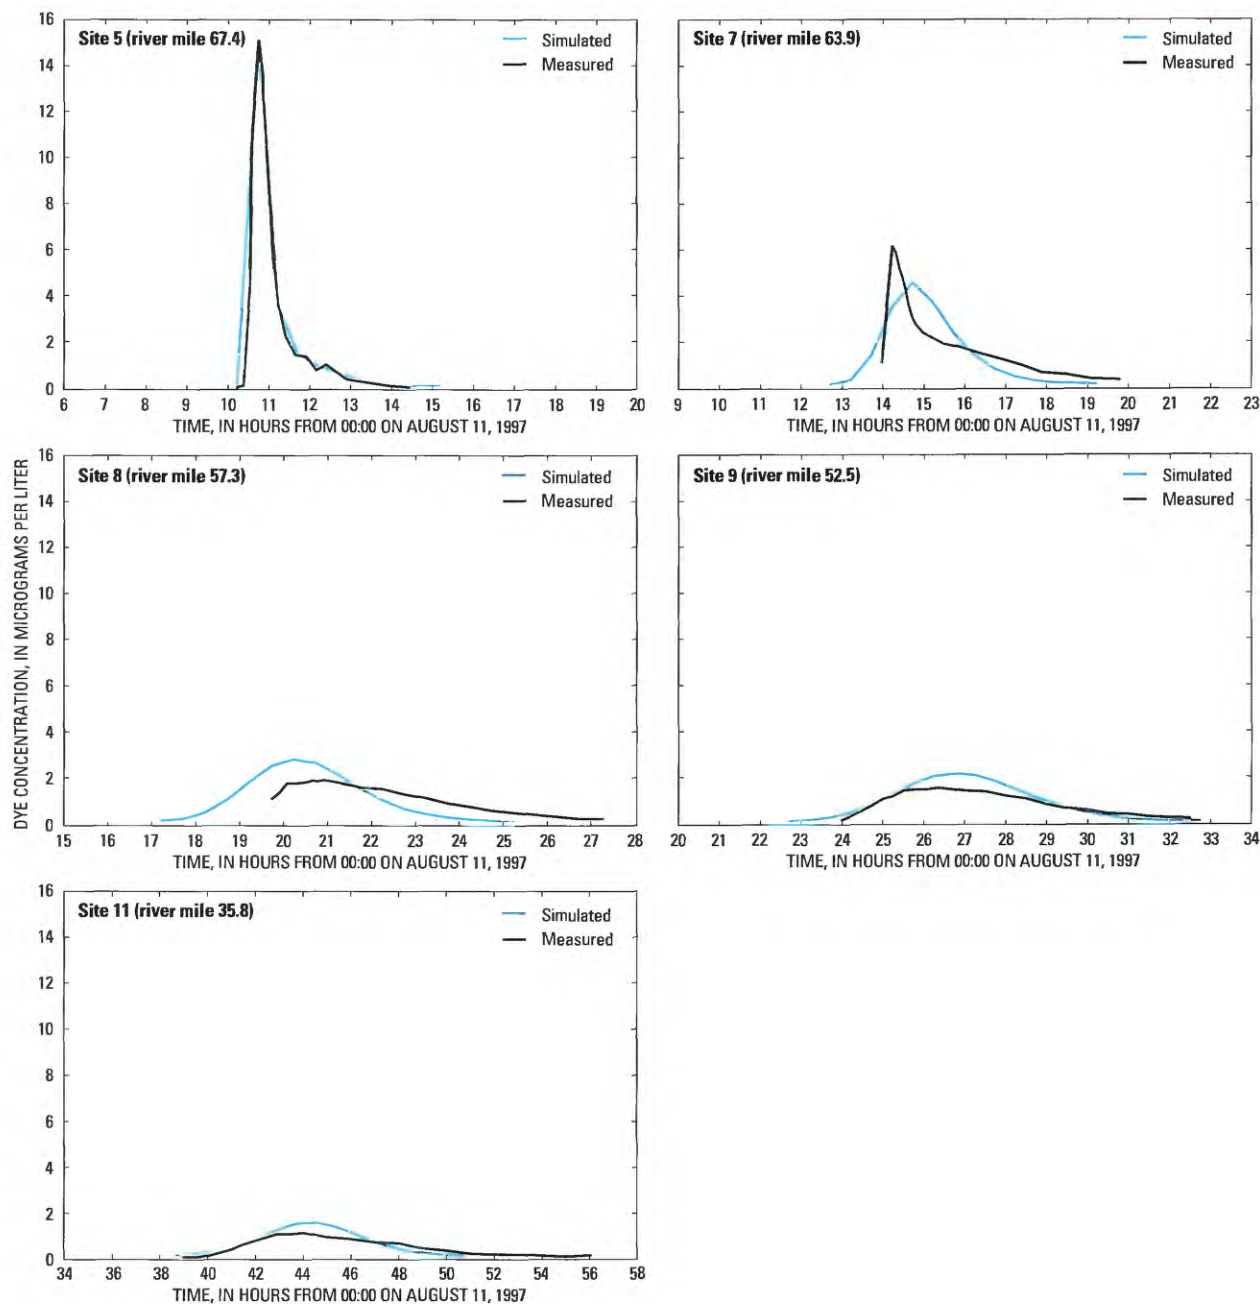 16
14
12
10
8
6
4
2
0
Site 5 (river mile 67.4)
Simulated
Measured
6 7 8 9 10 11 12 13 14 15 16 17 18 19 20
TIME, IN HOURS FROM 00:00 ON AUGUST 11, 1997
Site 7 (river mile 63.9)
Simulated
Measured
9 10 11 12 13 14 15 16 17 18 19 20 21 22 23
TIME, IN HOURS FROM 00:00 ON AUGUST 11, 1997
DYE CONCENTRATION, IN MICROGRAMS PER LITER
16
14
12
10
8
6
4
2
0
Site 8 (river mile 57.3)
Simulated
Measured
15 16 17 18 19 20 21 22 23 24 25 26 27 28
TIME, IN HOURS FROM 00:00 ON AUGUST 11, 1997
Site 9 (river mile 52.5)
Simulated
Measured
20 21 22 23 24 25 26 27 28 29 30 31 32 33 34
TIME, IN HOURS FROM 00:00 ON AUGUST 11, 1997
16
14
12
10
8
6
4
2
0
Site 11 (river mile 35.8)
Simulated
Measured
34 36 38 40 42 44 46 48 50 52 54 56 58
TIME, IN HOURS FROM 00:00 ON AUGUST 11, 1997